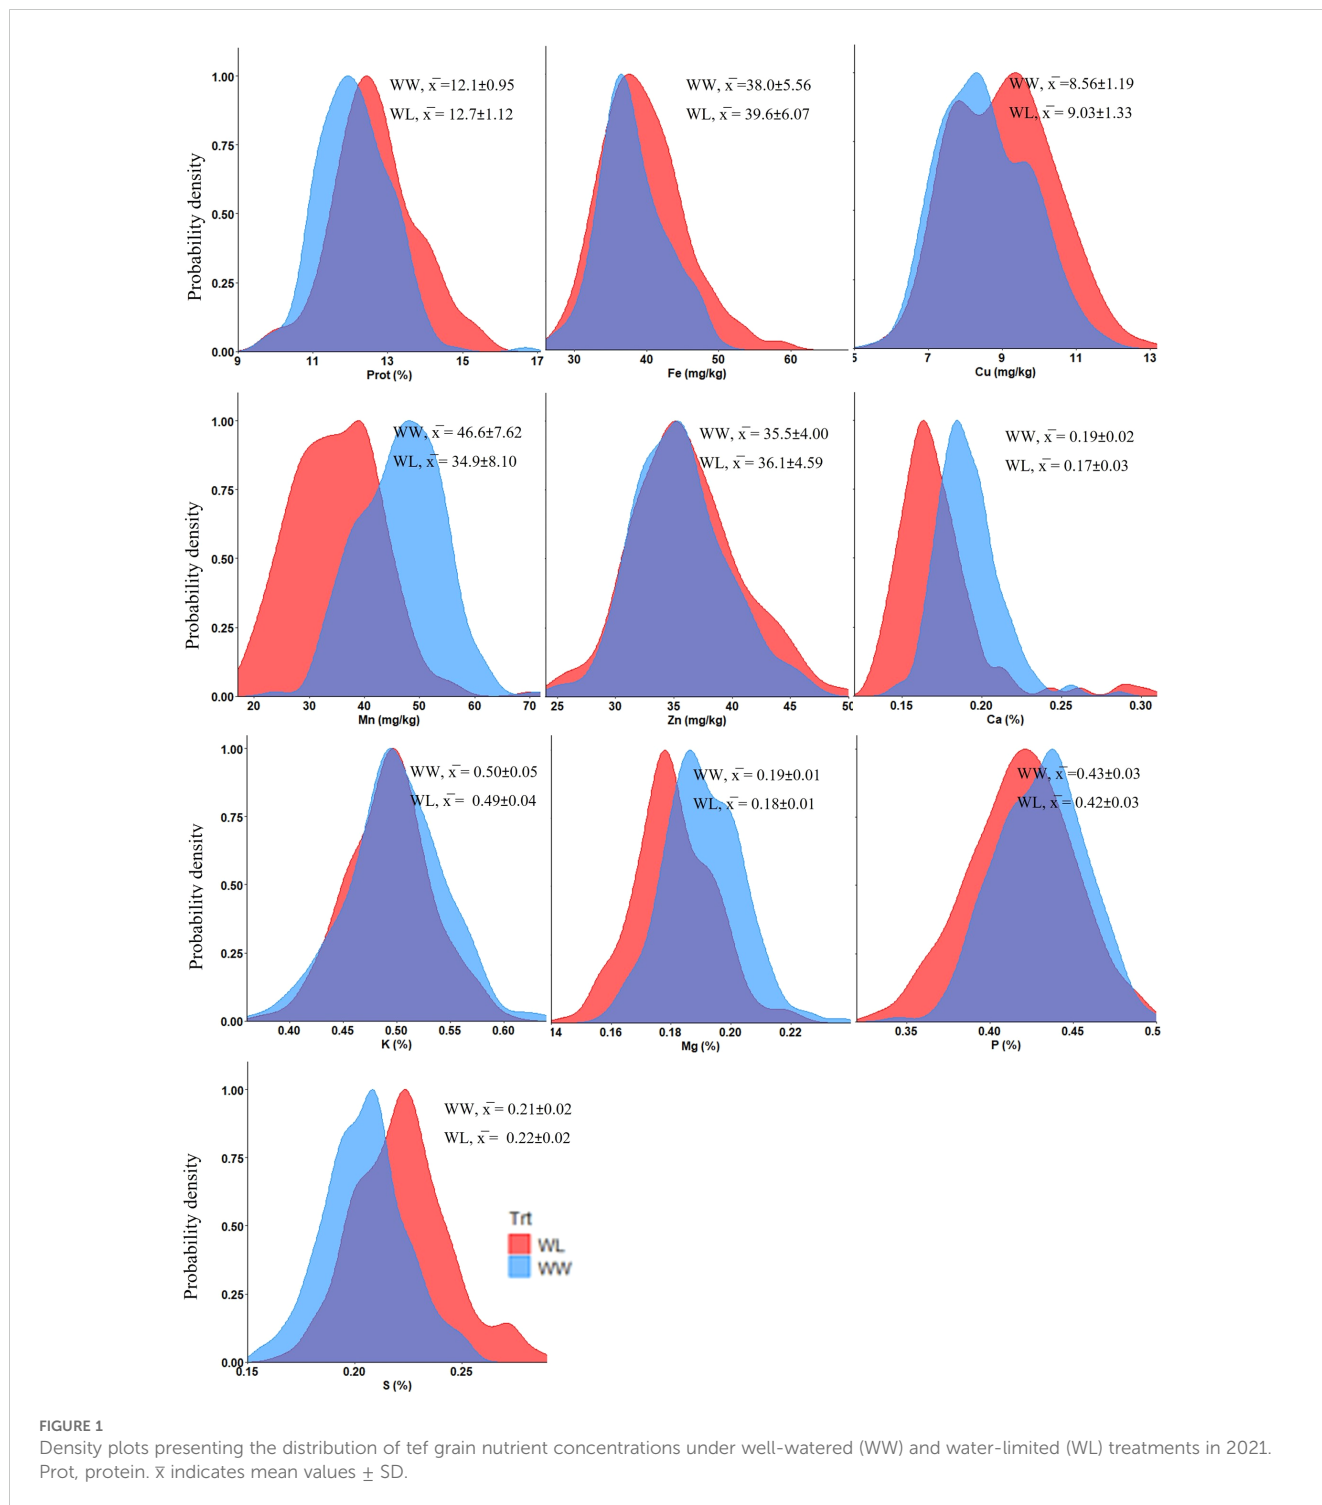 Probability density
1.00
0.75
0.50
0.25
0.00
WW, x̅=12.1±0.95
WL, x̅ = 12.7±1.12
9 11 13 15 17
Prot (%)
WW, x̅=38.0±5.56
WL, x̅ = 39.6±6.07
30 40 50 60
Fe (mg/kg)
WW, x̅=8.56±1.19
WL, x̅ = 9.03±1.33
5 7 9 11 13
Cu (mg/kg)
Probability density
1.00
0.75
0.50
0.25
0.00
WW, x̅ = 46.6±7.62
WL, x̅ = 34.9±8.10
20 30 40 50 60 70
Mn (mg/kg)
WW, x̅ = 35.5±4.00
WL, x̅ = 36.1±4.59
25 30 35 40 45 50
Zn (mg/kg)
WW, x̅ = 0.19±0.02
WL, x̅ = 0.17±0.03
0.15 0.20 0.25 0.30
Ca (%)
Probability density
1.00
0.75
0.50
0.25
0.00
WW, x̅ = 0.50±0.05
WL, x̅ = 0.49±0.04
0.40 0.45 0.50 0.55 0.60
K (%)
WW, x̅ = 0.19±0.01
WL, x̅ = 0.18±0.01
14 0.16 0.18 0.20 0.22
Mg (%)
WW, x̅=0.43±0.03
WL, x̅ = 0.42±0.03
0.35 0.40 0.45 0.5
P (%)
Probability density
1.00
0.75
0.50
0.25
0.00
WW, x̅ = 0.21±0.02
WL, x̅ = 0.22±0.02
0.15 0.20 0.25
S (%)
Trt
WL
WW
FIGURE 1
Density plots presenting the distribution of tef grain nutrient concentrations under well-watered (WW) and water-limited (WL) treatments in 2021.
Prot, protein. x̅ indicates mean values ± SD.